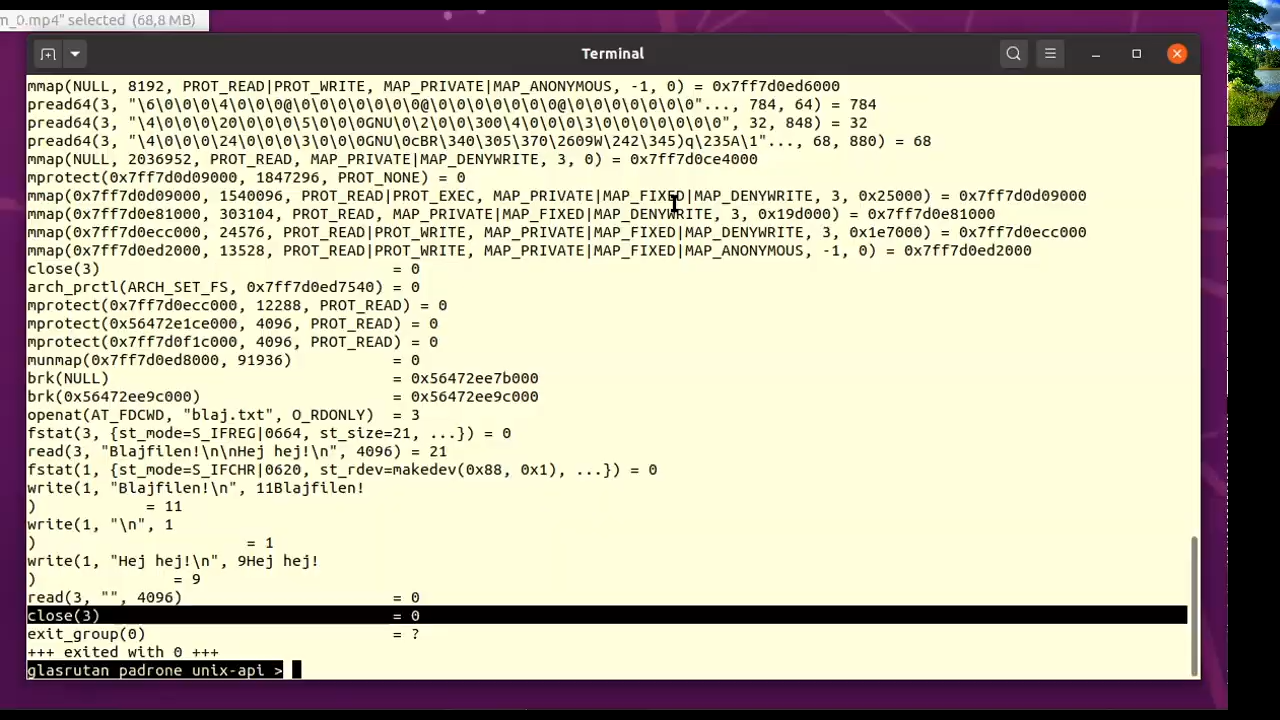 m_0.mp4" selected (68,8 MB)
Terminal
mmap(NULL, 8192, PROT_READ|PROT_WRITE, MAP_PRIVATE|MAP_ANONYMOUS, -1, 0) = 0x7ff7d0ed6000
pread64(3, "\6\0\0\0\4\0\0\0@\0\0\0\0\0\0\0@\0\0\0\0\0\0\0@\0\0\0\0\0\0\0"..., 784, 64) = 784
pread64(3, "\4\0\0\0\20\0\0\0\5\0\0\0GNU\0\2\0\0\300\4\0\0\0\3\0\0\0\0\0\0\0", 32, 848) = 32
pread64(3, "\4\0\0\0\24\0\0\0\3\0\0\0GNU\0cBR\340\305\370\2609W\242\345)q\235A\1"..., 68, 880) = 68
mmap(NULL, 2036952, PROT_READ, MAP_PRIVATE|MAP_DENYWRITE, 3, 0) = 0x7ff7d0ce4000
mprotect(0x7ff7d0d09000, 1847296, PROT_NONE) = 0
mmap(0x7ff7d0d09000, 1540096, PROT_READ|PROT_EXEC, MAP_PRIVATE|MAP_FIXED|MAP_DENYWRITE, 3, 0x25000) = 0x7ff7d0d09000
mmap(0x7ff7d0e81000, 303104, PROT_READ, MAP_PRIVATE|MAP_FIXED|MAP_DENYWRITE, 3, 0x19d000) = 0x7ff7d0e81000
mmap(0x7ff7d0ecc000, 24576, PROT_READ|PROT_WRITE, MAP_PRIVATE|MAP_FIXED|MAP_DENYWRITE, 3, 0x1e7000) = 0x7ff7d0ecc000
mmap(0x7ff7d0ed2000, 13528, PROT_READ|PROT_WRITE, MAP_PRIVATE|MAP_FIXED|MAP_ANONYMOUS, -1, 0) = 0x7ff7d0ed2000
close(3) = 0
arch_prctl(ARCH_SET_FS, 0x7ff7d0ed7540) = 0
mprotect(0x7ff7d0ecc000, 12288, PROT_READ) = 0
mprotect(0x56472e1ce000, 4096, PROT_READ) = 0
mprotect(0x7ff7d0f1c000, 4096, PROT_READ) = 0
munmap(0x7ff7d0ed8000, 91936) = 0
brk(NULL) = 0x56472ee7b000
brk(0x56472ee9c000) = 0x56472ee9c000
openat(AT_FDCWD, "blaj.txt", O_RDONLY) = 3
fstat(3, {st_mode=S_IFREG|0664, st_size=21, ...}) = 0
read(3, "Blajfilen!\n\nHej hej!\n", 4096) = 21
fstat(1, {st_mode=S_IFCHR|0620, st_rdev=makedev(0x88, 0x1), ...}) = 0
write(1, "Blajfilen!\n", 11Blajfilen!
) = 11
write(1, "\n", 1
) = 1
write(1, "Hej hej!\n", 9Hej hej!
) = 9
read(3, "", 4096) = 0
close(3) = 0
exit_group(0) = ?
+++ exited with 0 +++
glasrutan padrone unix-api >